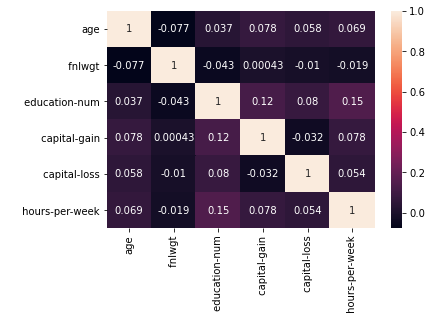 age 1 -0.077 0.037 0.078 0.058 0.069
fnlwgt -0.077 1 -0.043 0.00043 -0.01 -0.019
education-num 0.037 -0.043 1 0.12 0.08 0.15
capital-gain 0.078 0.00043 0.12 1 -0.032 0.078
capital-loss 0.058 -0.01 0.08 -0.032 1 0.054
hours-per-week 0.069 -0.019 0.15 0.078 0.054 1
age fnlwgt education-num capital-gain capital-loss hours-per-week
1.0
0.8
0.6
0.4
0.2
0.0